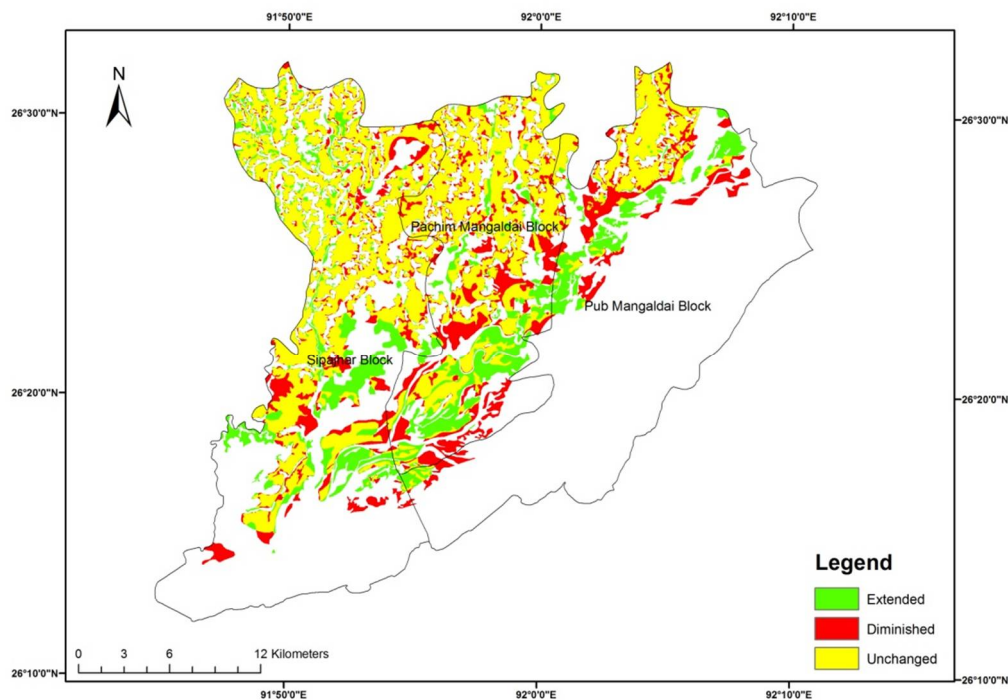 91°50'0"E 92°0'0"E 92°10'0"E
N
26°30'0"N 26°30'0"N
Pachim Mangaldai Block
Pub Mangaldai Block
Sipajhar Block
26°20'0"N 26°20'0"N
Legend
Extended
Diminished
Unchanged
0 3 6 12 Kilometers
26°10'0"N 26°10'0"N
91°50'0"E 92°0'0"E 92°10'0"E